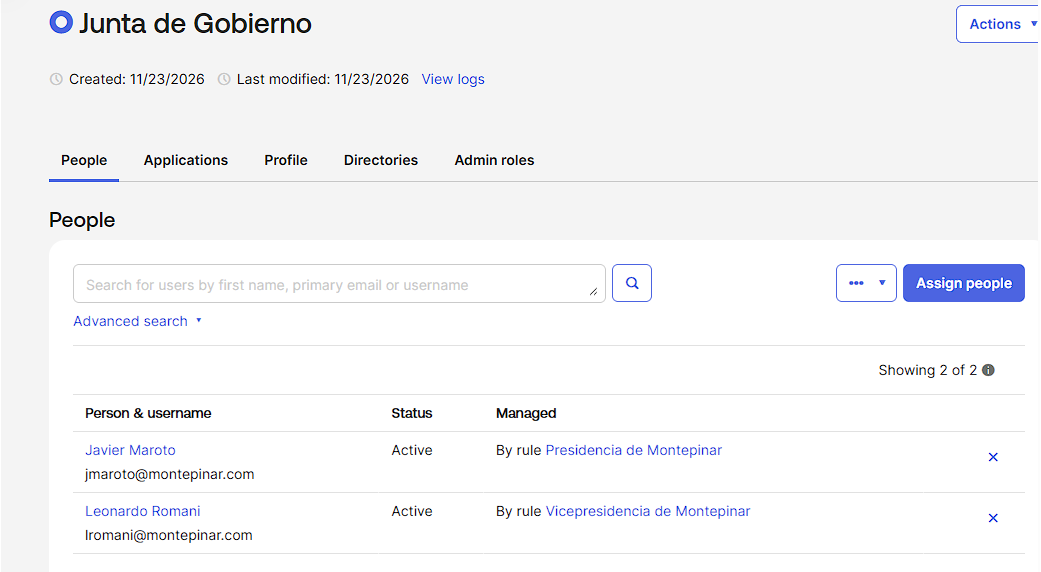 Junta de Gobierno
Actions
Created: 11/23/2026 Last modified: 11/23/2026 View logs
People Applications Profile Directories Admin roles
People
Search for users by first name, primary email or username
Assign people
Advanced search
Showing 2 of 2
Person & username Status Managed
Javier Maroto Active By rule Presidencia de Montepinar
jmaroto@montepinar.com
Leonardo Romani Active By rule Vicepresidencia de Montepinar
lromani@montepinar.com